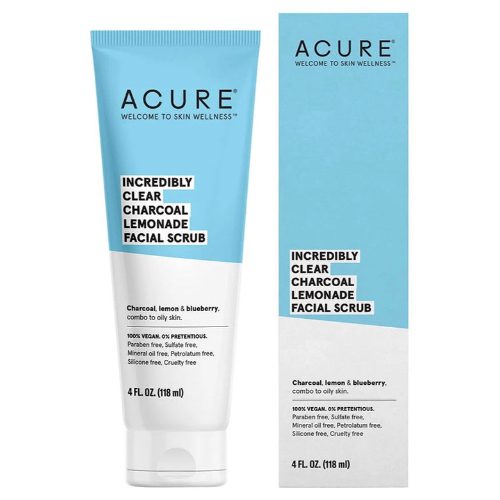 ACURE®
WELCOME TO SKIN WELLNESS™
INCREDIBLY
CLEAR
CHARCOAL
LEMONADE
FACIAL SCRUB
Charcoal, lemon & blueberry,
combo to oily skin.
100% VEGAN. 0% PRETENTIOUS.
Paraben free, Sulfate free,
Mineral oil free, Petrolatum free,
Silicone free, Cruelty free
4 FL. OZ. (118 ml)
ACURE®
WELCOME TO SKIN WELLNESS™
INCREDIBLY
CLEAR
CHARCOAL
LEMONADE
FACIAL SCRUB
Charcoal, lemon & blueberry,
combo to oily skin.
100% VEGAN. 0% PRETENTIOUS.
Paraben free, Sulfate free,
Mineral oil free, Petrolatum free,
Silicone free, Cruelty free
4 FL. OZ. (118 ml)